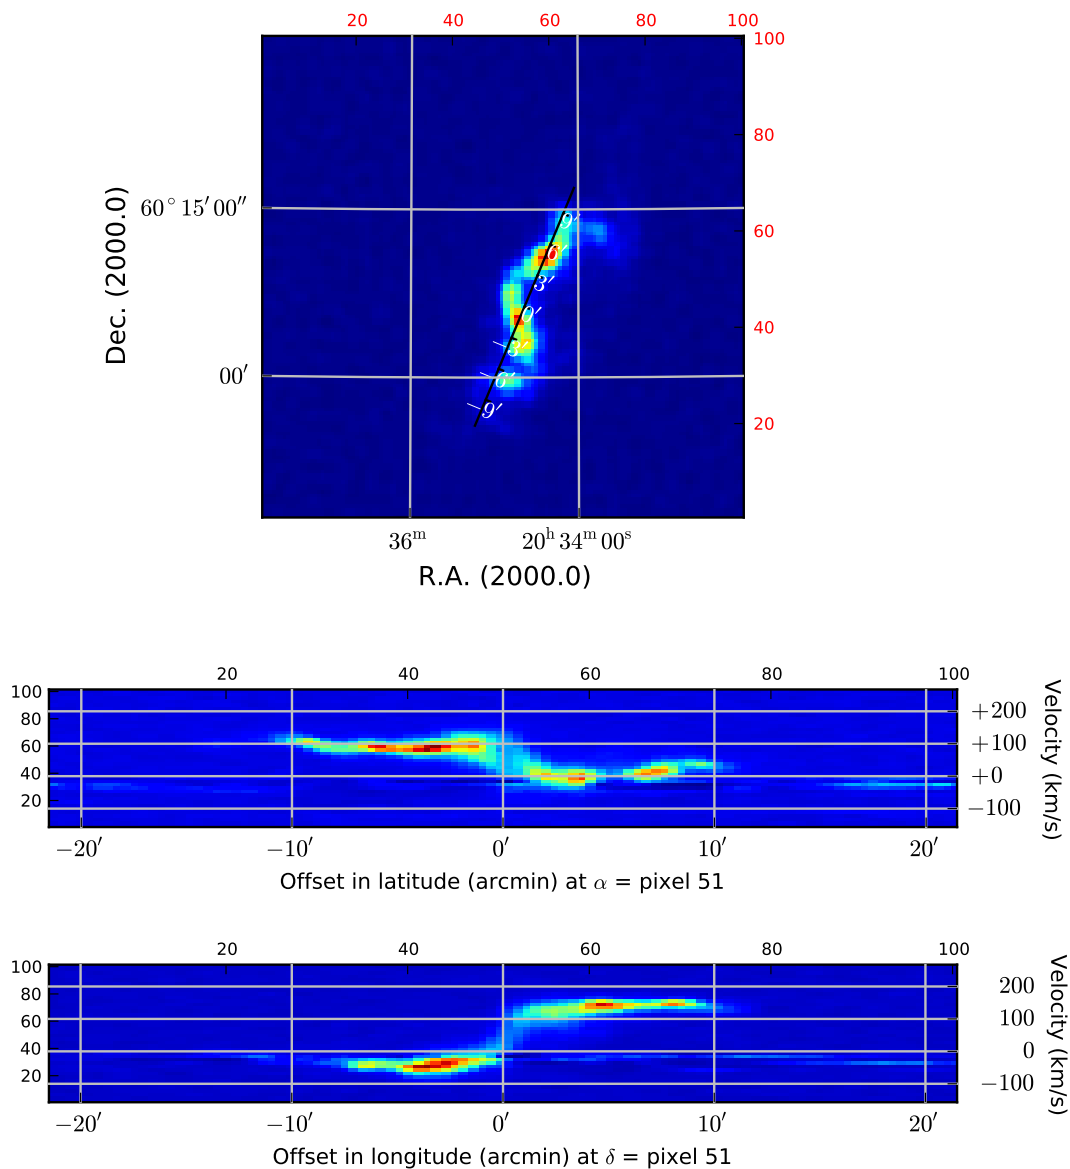 20 40 60 80 100
100
80
60
40
20
Dec. (2000.0)
60° 15′ 00″
00′
9′
6′
3′
0′
−3′
−6′
−9′
36ᵐ 20ʰ 34ᵐ 00ˢ
R.A. (2000.0)
20 40 60 80 100
100
80
60
40
20
+200
+100
+0
−100
Velocity (km/s)
−20′ −10′ 0′ 10′ 20′
Offset in latitude (arcmin) at α = pixel 51
20 40 60 80 100
100
80
60
40
20
200
100
0
−100
Velocity (km/s)
−20′ −10′ 0′ 10′ 20′
Offset in longitude (arcmin) at δ = pixel 51